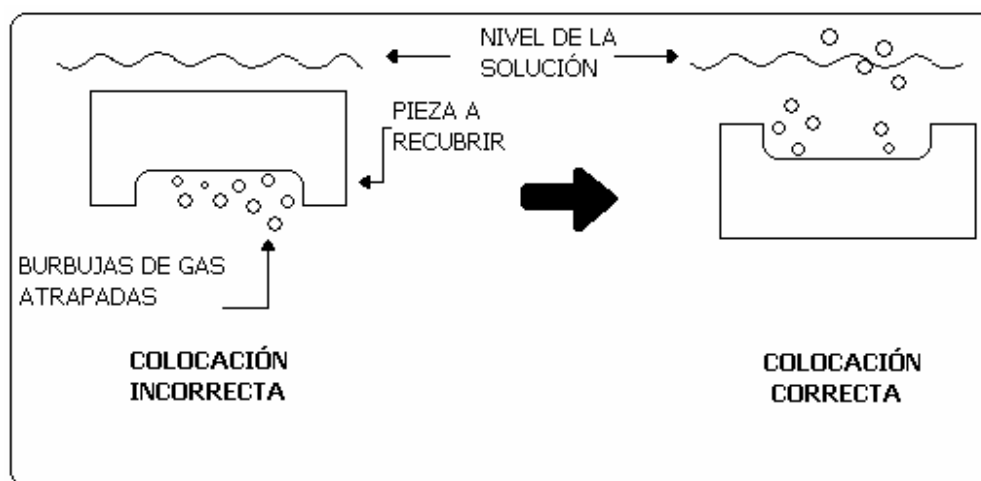 NIVEL DE LA
SOLUCIÓN
PIEZA A
RECUBRIR
BURBUJAS DE GAS
ATRAPADAS
COLOCACIÓN
INCORRECTA
COLOCACIÓN
CORRECTA